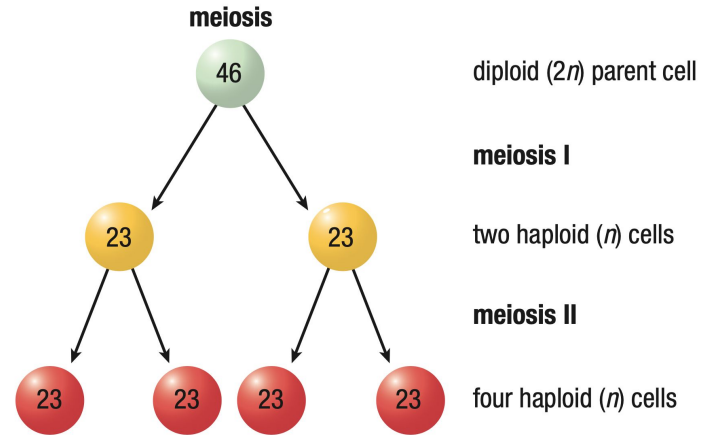 meiosis
46
diploid (2n) parent cell
meiosis I
23
23
two haploid (n) cells
meiosis II
23
23
23
23
four haploid (n) cells